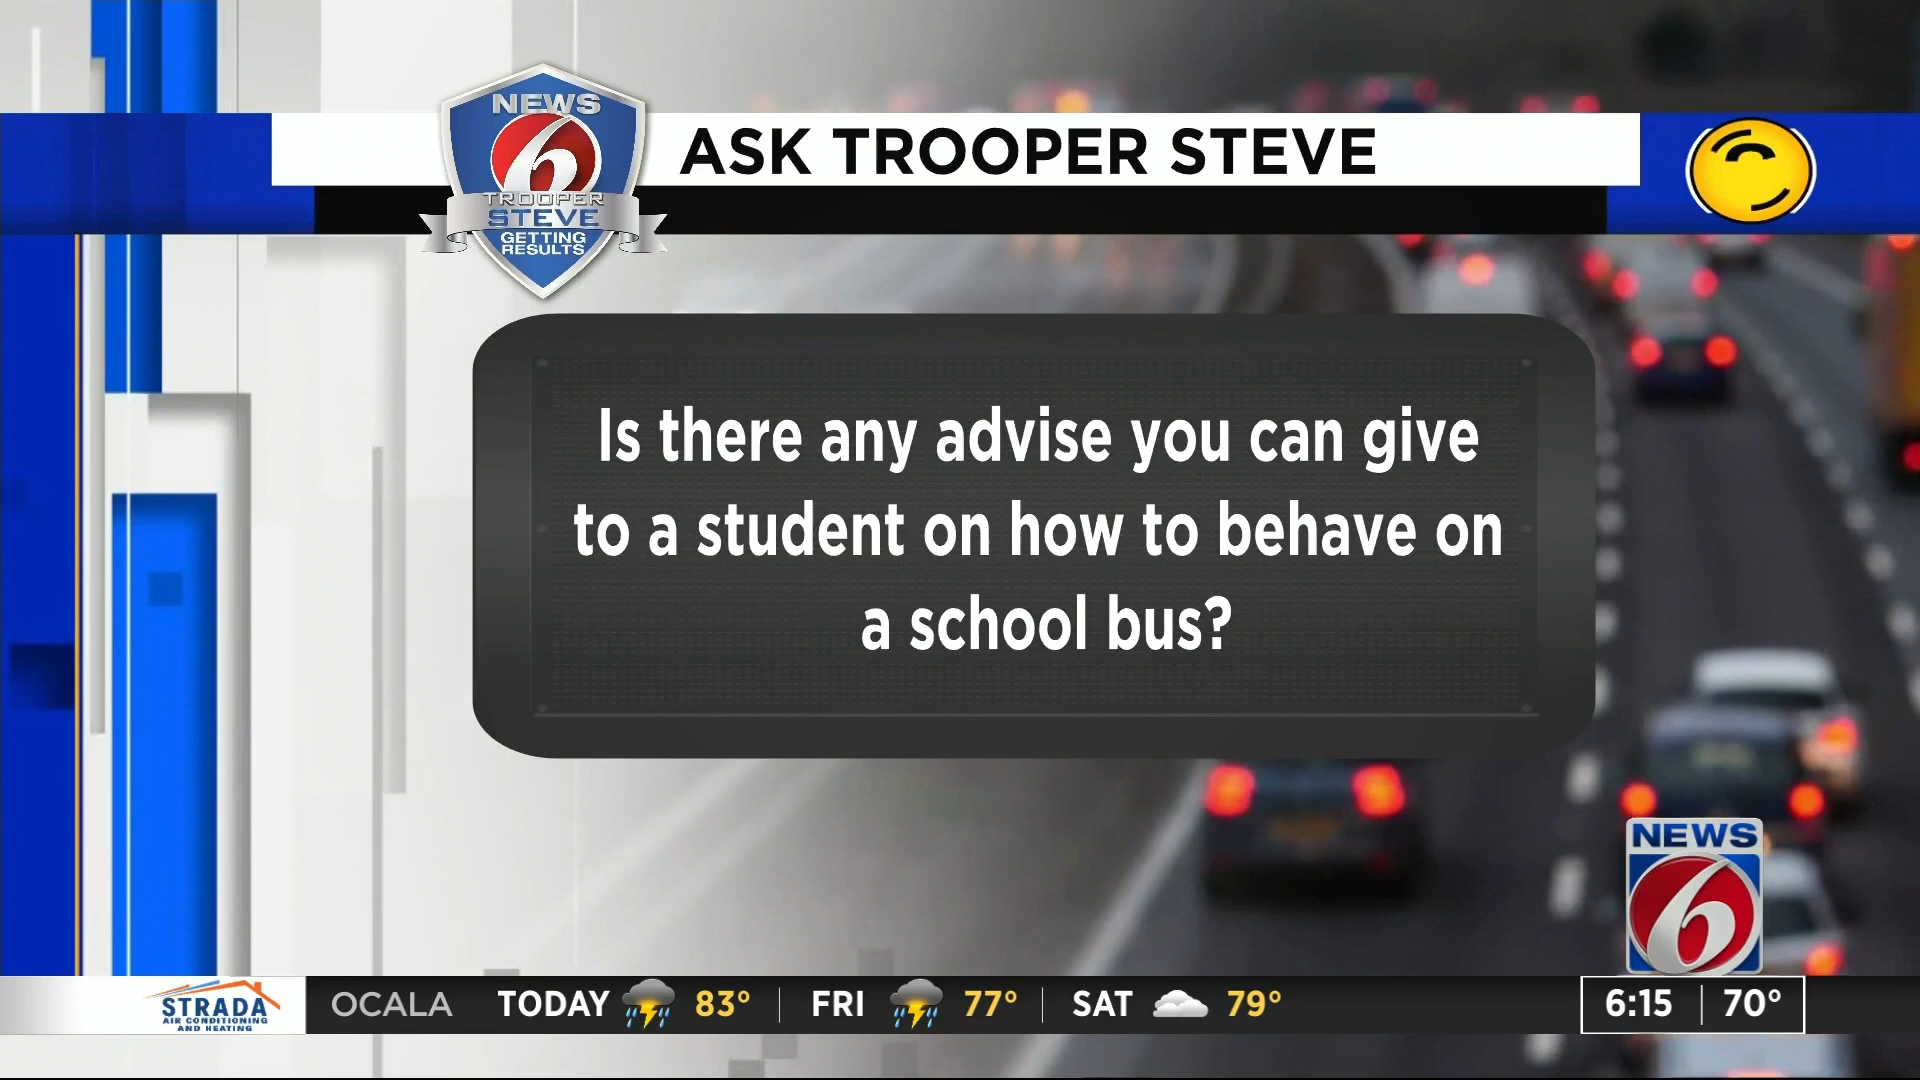 NEWS
6
TROOPER
STEVE
GETTING
RESULTS
ASK TROOPER STEVE
Is there any advise you can give
to a student on how to behave on
a school bus?
NEWS
6
STRADA
AIR CONDITIONING
AND HEATING
OCALA TODAY 83° FRI 77° SAT 79°
6:15 70°